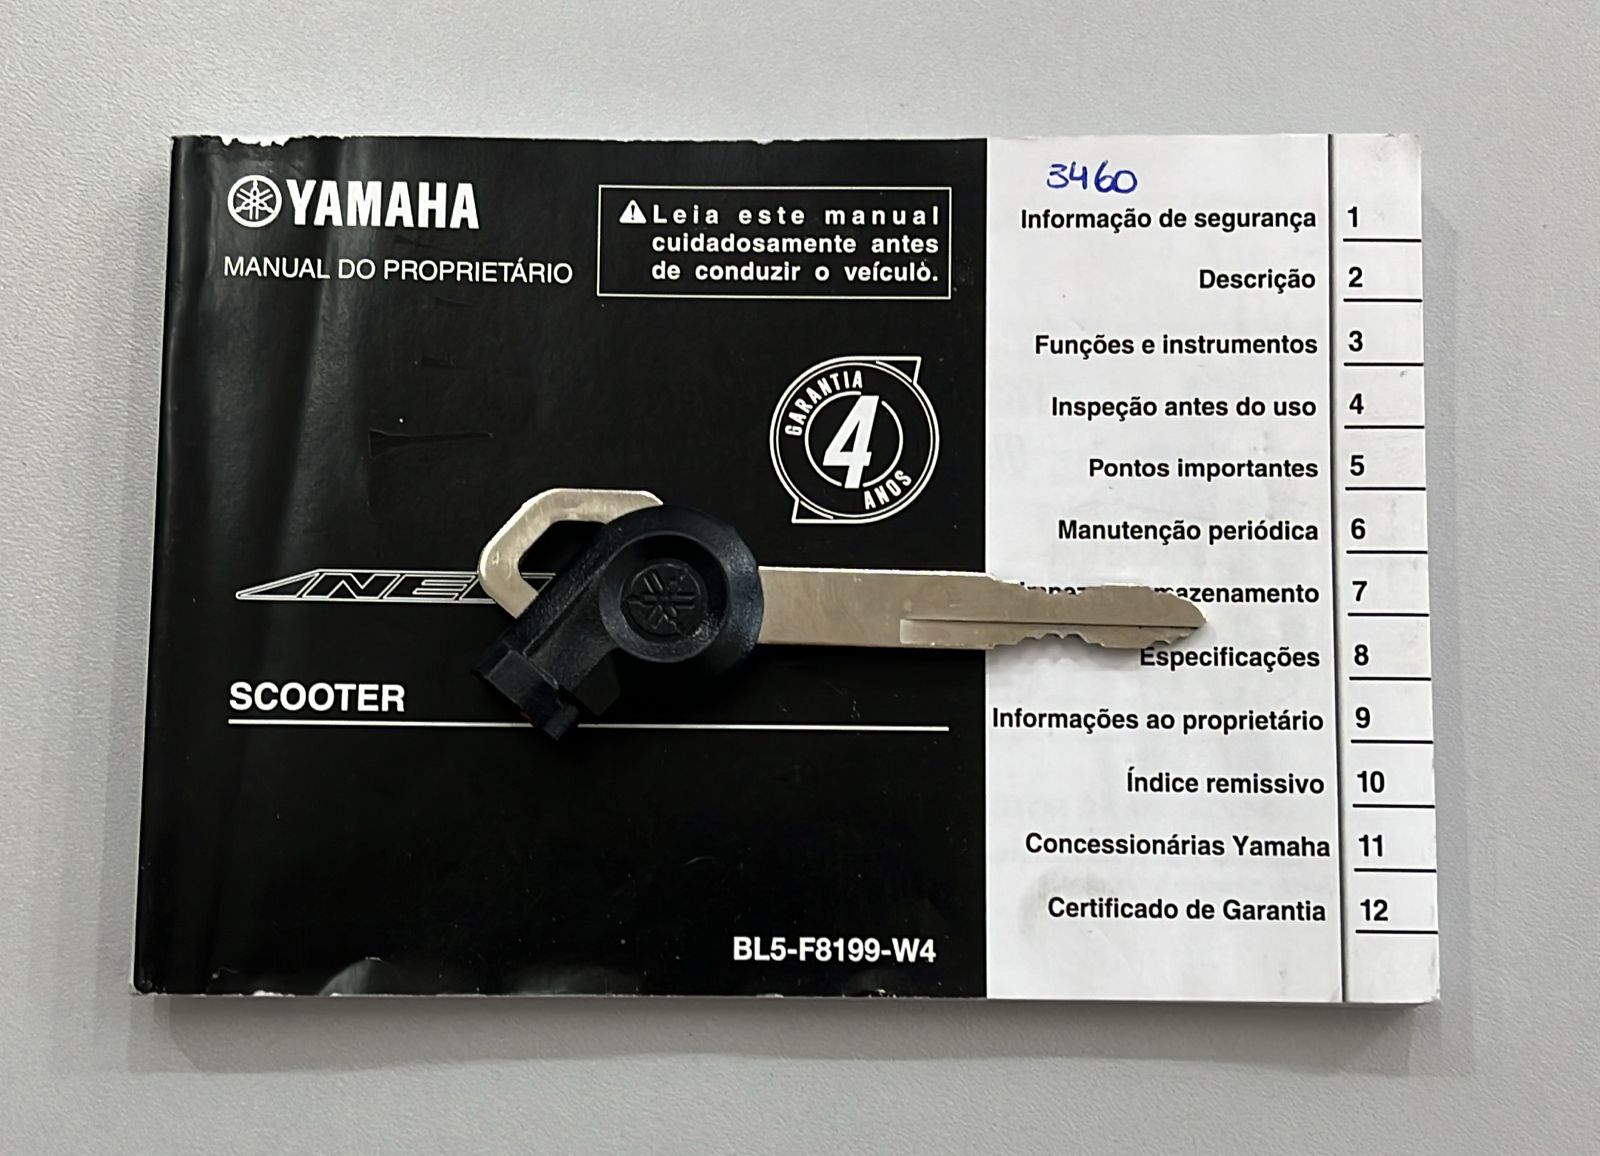 YAMAHA
MANUAL DO PROPRIETÁRIO
Leia este manual
cuidadosamente antes
de conduzir o veículo.
GARANTIA
4
ANOS
SCOOTER
BL5-F8199-W4
3460
Informação de segurança 1
Descrição 2
Funções e instrumentos 3
Inspeção antes do uso 4
Pontos importantes 5
Manutenção periódica 6
7
Especificações 8
Informações ao proprietário 9
Índice remissivo 10
Concessionárias Yamaha 11
Certificado de Garantia 12